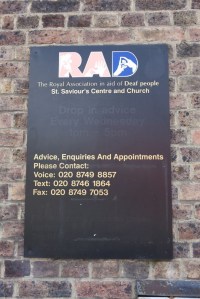 RAD
The Royal Association in aid of Deaf people
St. Saviour's Centre and Church
Advice, Enquiries And Appointments
Please Contact:
Voice: 020 8749 8857
Text: 020 8746 1864
Fax: 020 8749 7053